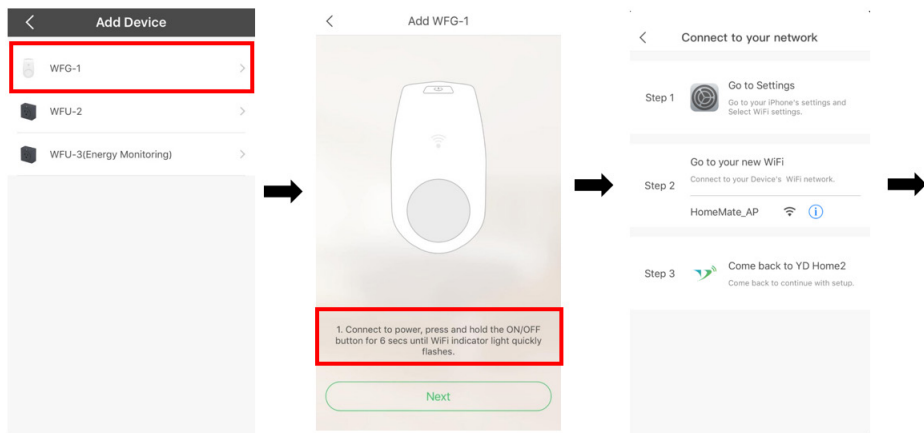 Add Device
WFG-1
WFU-2
WFU-3(Energy Monitoring)
Add WFG-1
1. Connect to power, press and hold the ON/OFF
button for 6 secs until WiFi indicator light quickly
flashes.
Next
Connect to your network
Step 1
Go to Settings
Go to your iPhone's settings and
Select WiFi settings.
Step 2
Go to your new WiFi
Connect to your Device's WiFi network.
HomeMate_AP
Step 3
Come back to YD Home2
Come back to continue with setup.